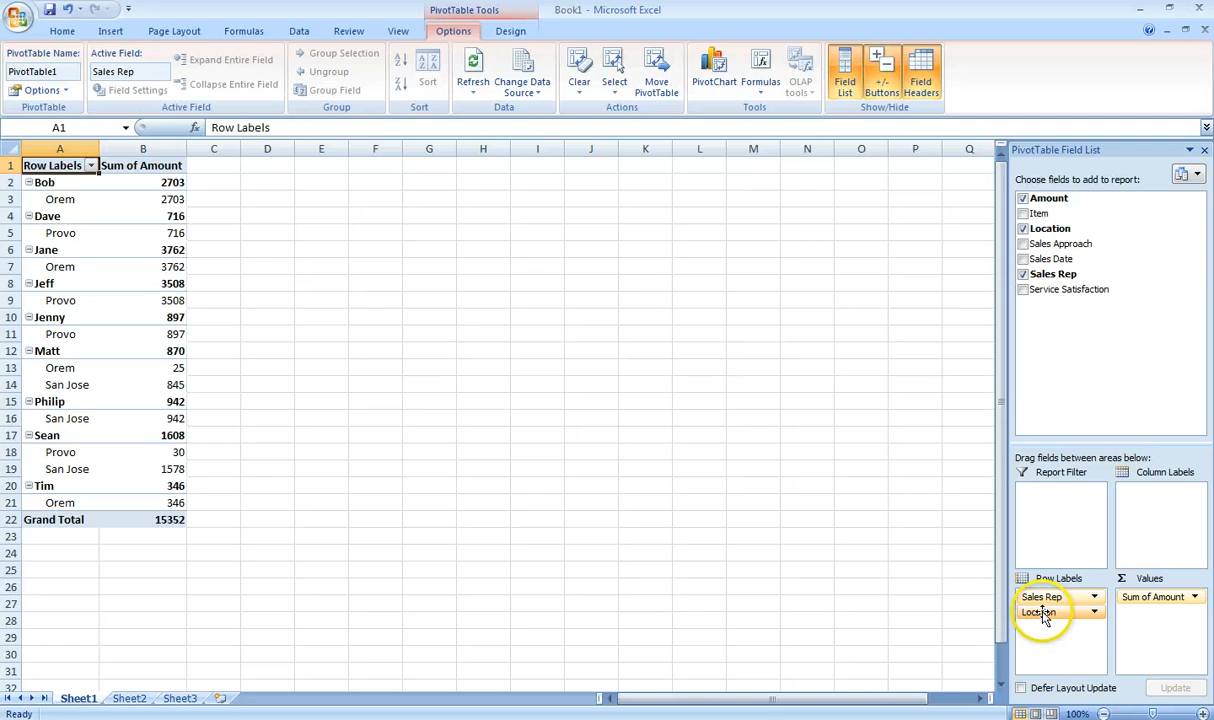 PivotTable Tools
Book1 - Microsoft Excel
Home Insert Page Layout Formulas Data Review View Options Design
PivotTable Name:
PivotTable1
Options
PivotTable
Active Field:
Sales Rep
Field Settings
Expand Entire Field
Collapse Entire Field
Active Field
Group Selection
Ungroup
Group Field
Group
Sort
Sort
Refresh
Change Data
Source
Data
Clear
Select
Move
PivotTable
Actions
PivotChart
Formulas
OLAP
tools
Tools
Field
List
+/-
Buttons
Field
Headers
Show/Hide
A1 fx Row Labels
A B C D E F G H I J K L M N O P Q
1 Row Labels Sum of Amount
2 Bob 2703
3 Orem 2703
4 Dave 716
5 Provo 716
6 Jane 3762
7 Orem 3762
8 Jeff 3508
9 Provo 3508
10 Jenny 897
11 Provo 897
12 Matt 870
13 Orem 25
14 San Jose 845
15 Philip 942
16 San Jose 942
17 Sean 1608
18 Provo 30
19 San Jose 1578
20 Tim 346
21 Orem 346
22 Grand Total 15352
23
24
25
26
27
28
29
30
31
32
PivotTable Field List
Choose fields to add to report:
Amount
Item
Location
Sales Approach
Sales Date
Sales Rep
Service Satisfaction
Drag fields between areas below:
Report Filter
Column Labels
Row Labels
Σ Values
Sales Rep
Sum of Amount
Location
Defer Layout Update
Update
Sheet1 Sheet2 Sheet3
Ready
100%